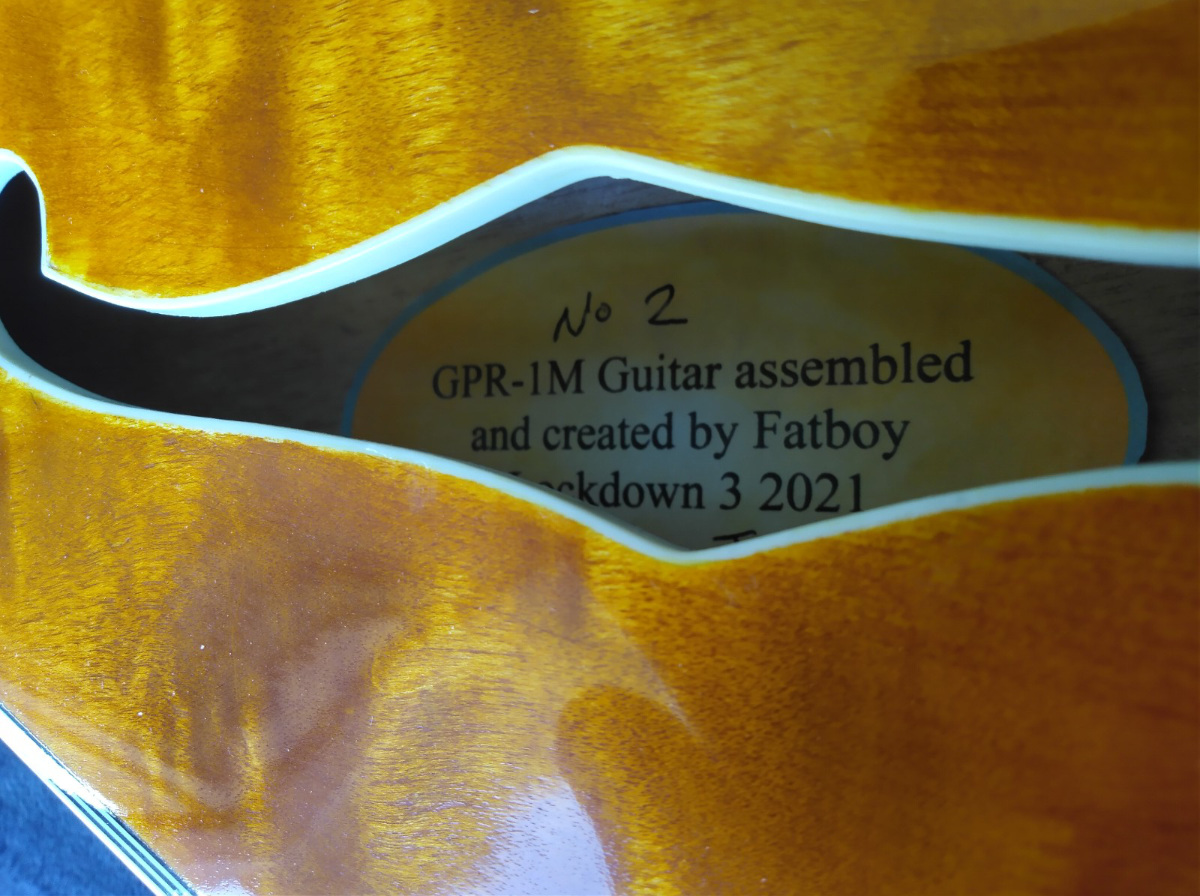 No 2
GPR-1M Guitar assembled
and created by Fatboy
Lockdown 3 2021